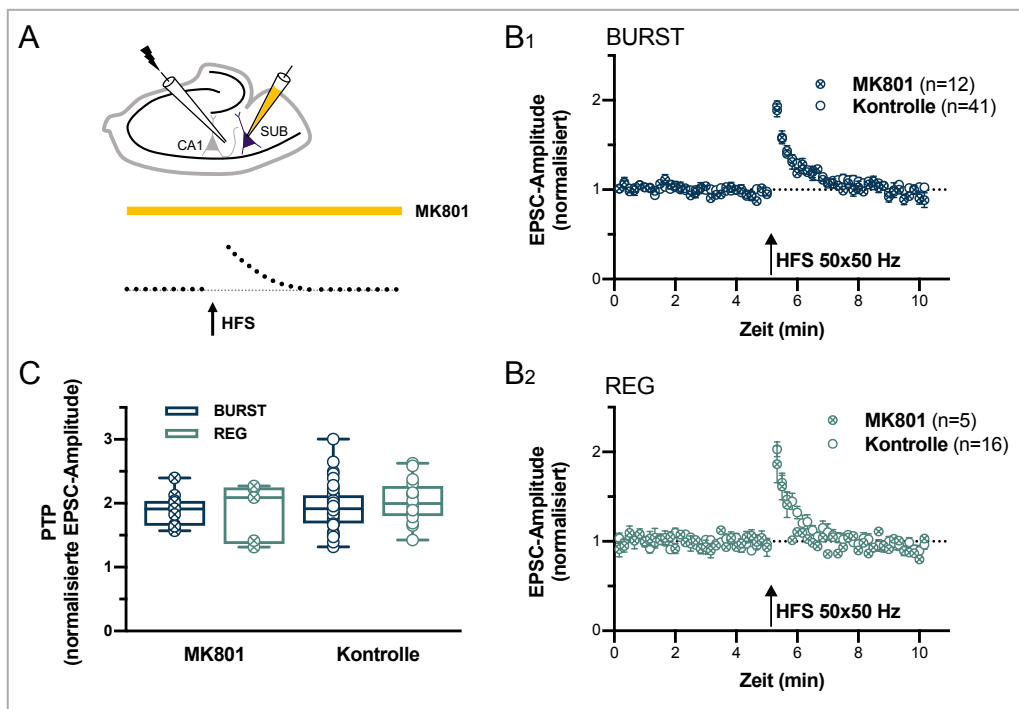 A
CA1
SUB
MK801
HFS
B1 BURST
EPSC-Amplitude
(normalisiert)
2
1
0
MK801 (n=12)
Kontrolle (n=41)
HFS 50x50 Hz
0 2 4 6 8 10
Zeit (min)
C
PTP
(normalisierte EPSC-Amplitude)
BURST
REG
3
2
1
0
MK801 Kontrolle
B2 REG
EPSC-Amplitude
(normalisiert)
2
1
0
MK801 (n=5)
Kontrolle (n=16)
HFS 50x50 Hz
0 2 4 6 8 10
Zeit (min)